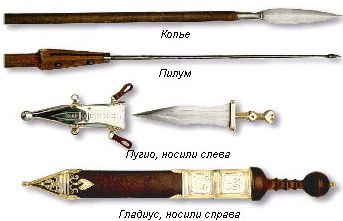 Копье
Пилум
Пугио, носили слева
Гладиус, носили справа